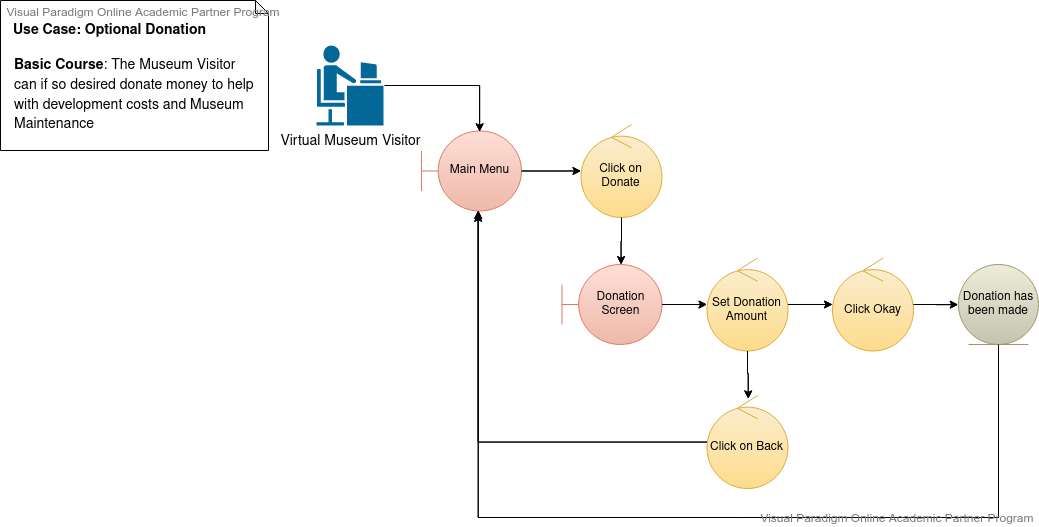 Visual Paradigm Online Academic Partner Program
Use Case: Optional Donation
Basic Course: The Museum Visitor
can if so desired donate money to help
with development costs and Museum
Maintenance
Virtual Museum Visitor
Main Menu
Click on
Donate
Donation
Screen
Set Donation
Amount
Click Okay
Donation has
been made
Click on Back
Visual Paradigm Online Academic Partner Program